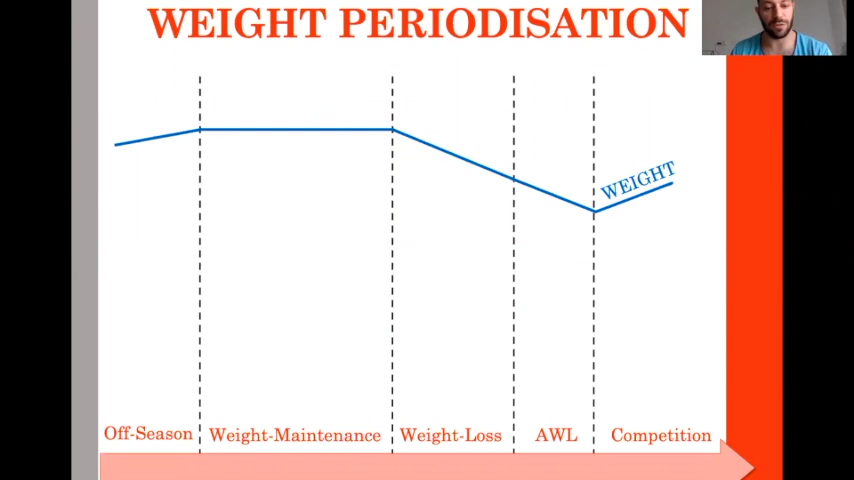 WEIGHT PERIODISATION
WEIGHT
Off-Season
Weight-Maintenance
Weight-Loss
AWL
Competition